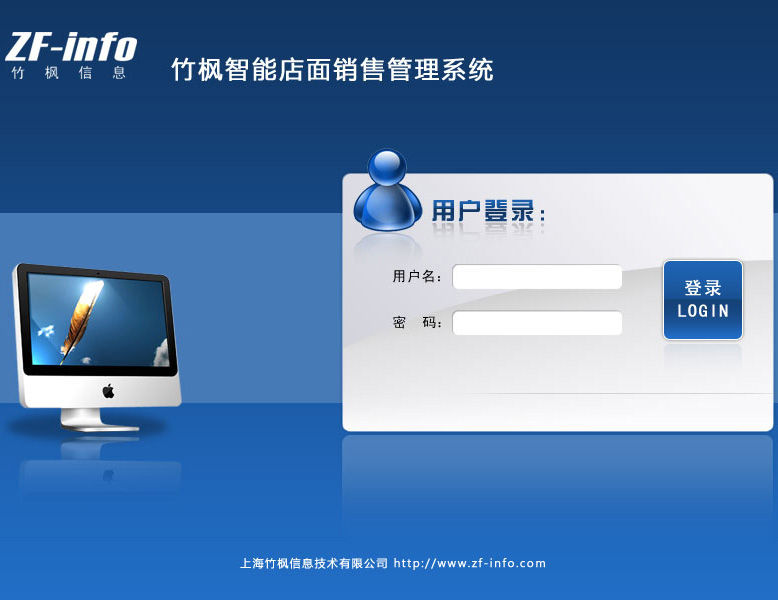 ZF-info
竹枫信息
竹枫智能店面销售管理系统
用户登录:
用户名:
密 码:
登录
LOGIN
上海竹枫信息技术有限公司 http://www.zf-info.com